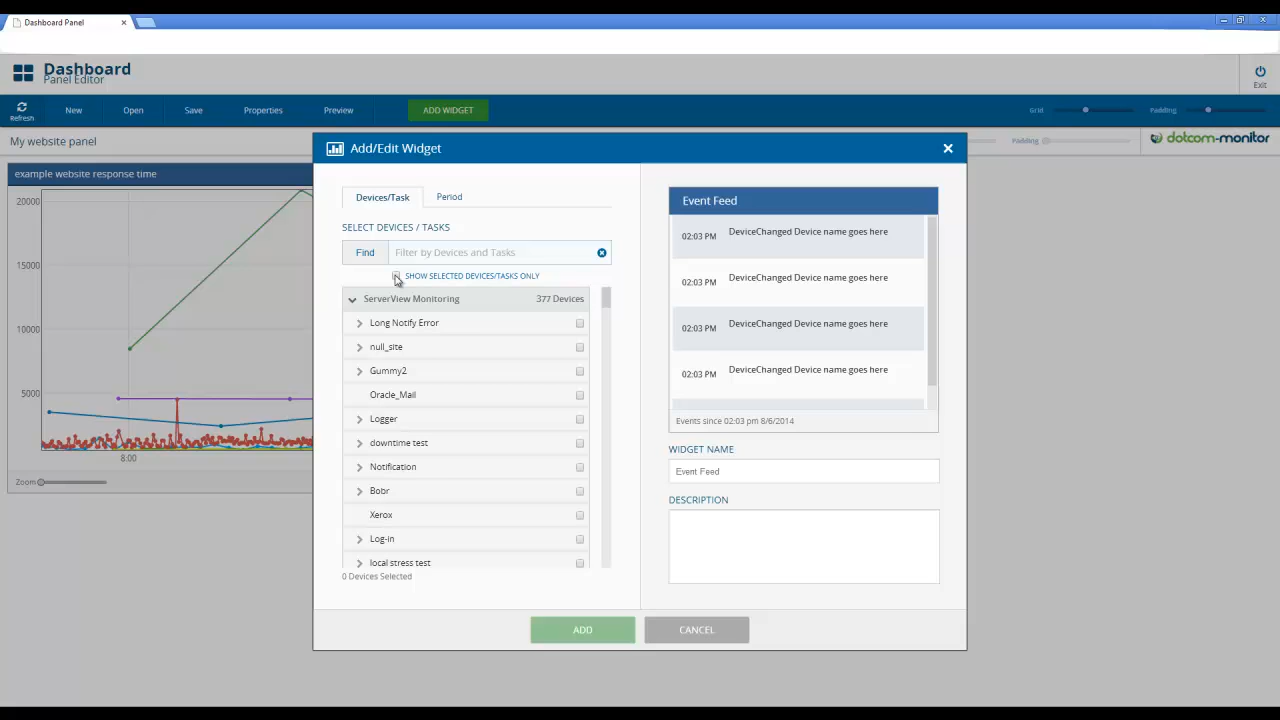 Dashboard Panel
Dashboard
Panel Editor
Exit
Refresh
New
Open
Save
Properties
Preview
ADD WIDGET
Grid
Padding
My website panel
Padding
dotcom-monitor
example website response time
20000
15000
10000
5000
8:00
Zoom
Add/Edit Widget
Devices/Task
Period
SELECT DEVICES / TASKS
Find
Filter by Devices and Tasks
SHOW SELECTED DEVICES/TASKS ONLY
ServerView Monitoring 377 Devices
Long Notify Error
null_site
Gummy2
Oracle_Mail
Logger
downtime test
Notification
Bobr
Xerox
Log-in
local stress test
0 Devices Selected
Event Feed
02:03 PM DeviceChanged Device name goes here
02:03 PM DeviceChanged Device name goes here
02:03 PM DeviceChanged Device name goes here
02:03 PM DeviceChanged Device name goes here
Events since 02:03 pm 8/6/2014
WIDGET NAME
Event Feed
DESCRIPTION
ADD
CANCEL